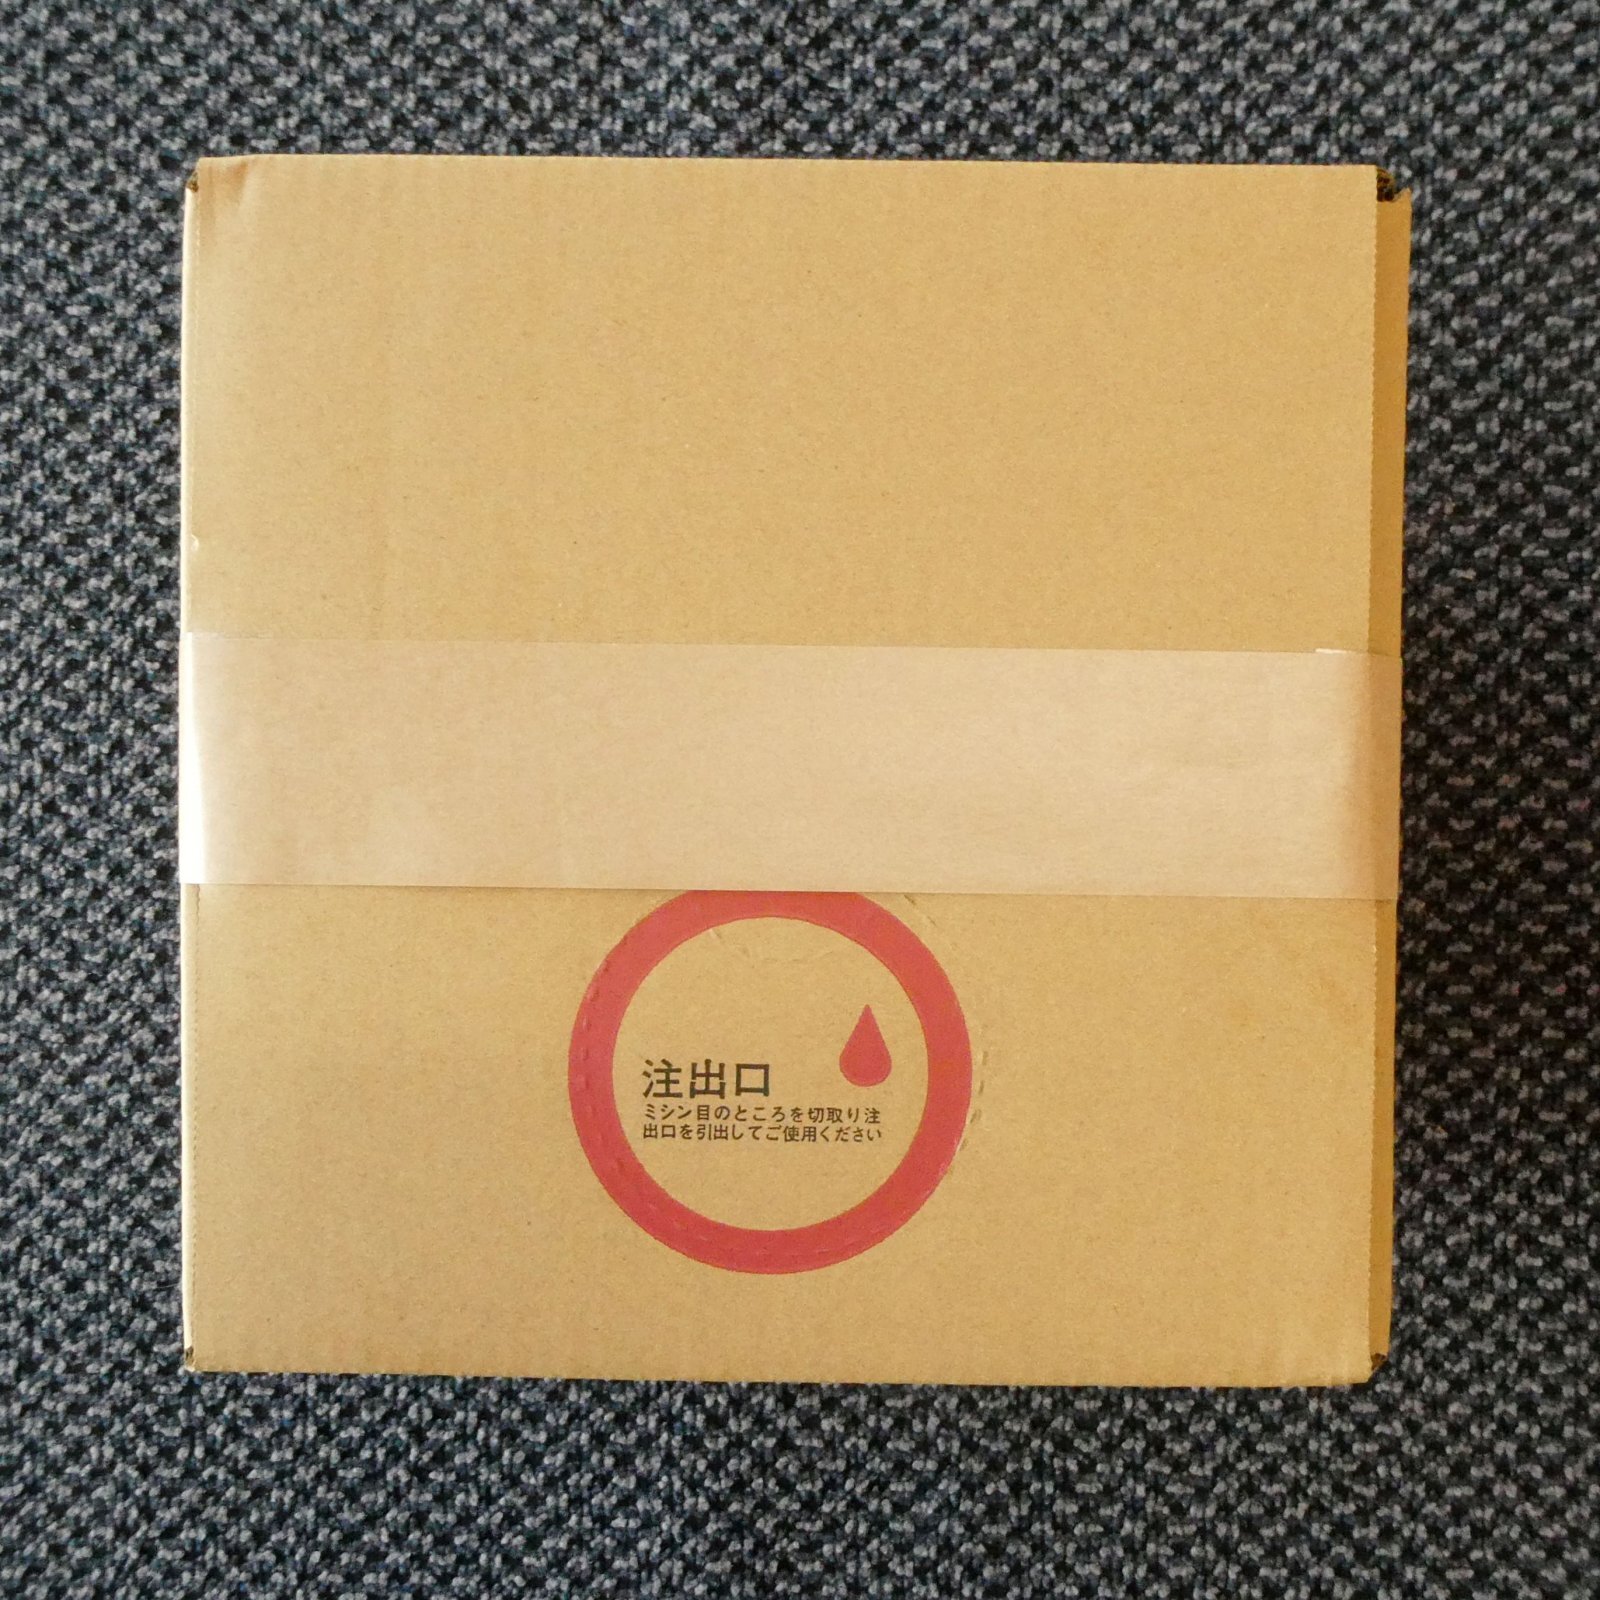 注出口
ミシン目のところを切取り注
出口を引出してご使用ください